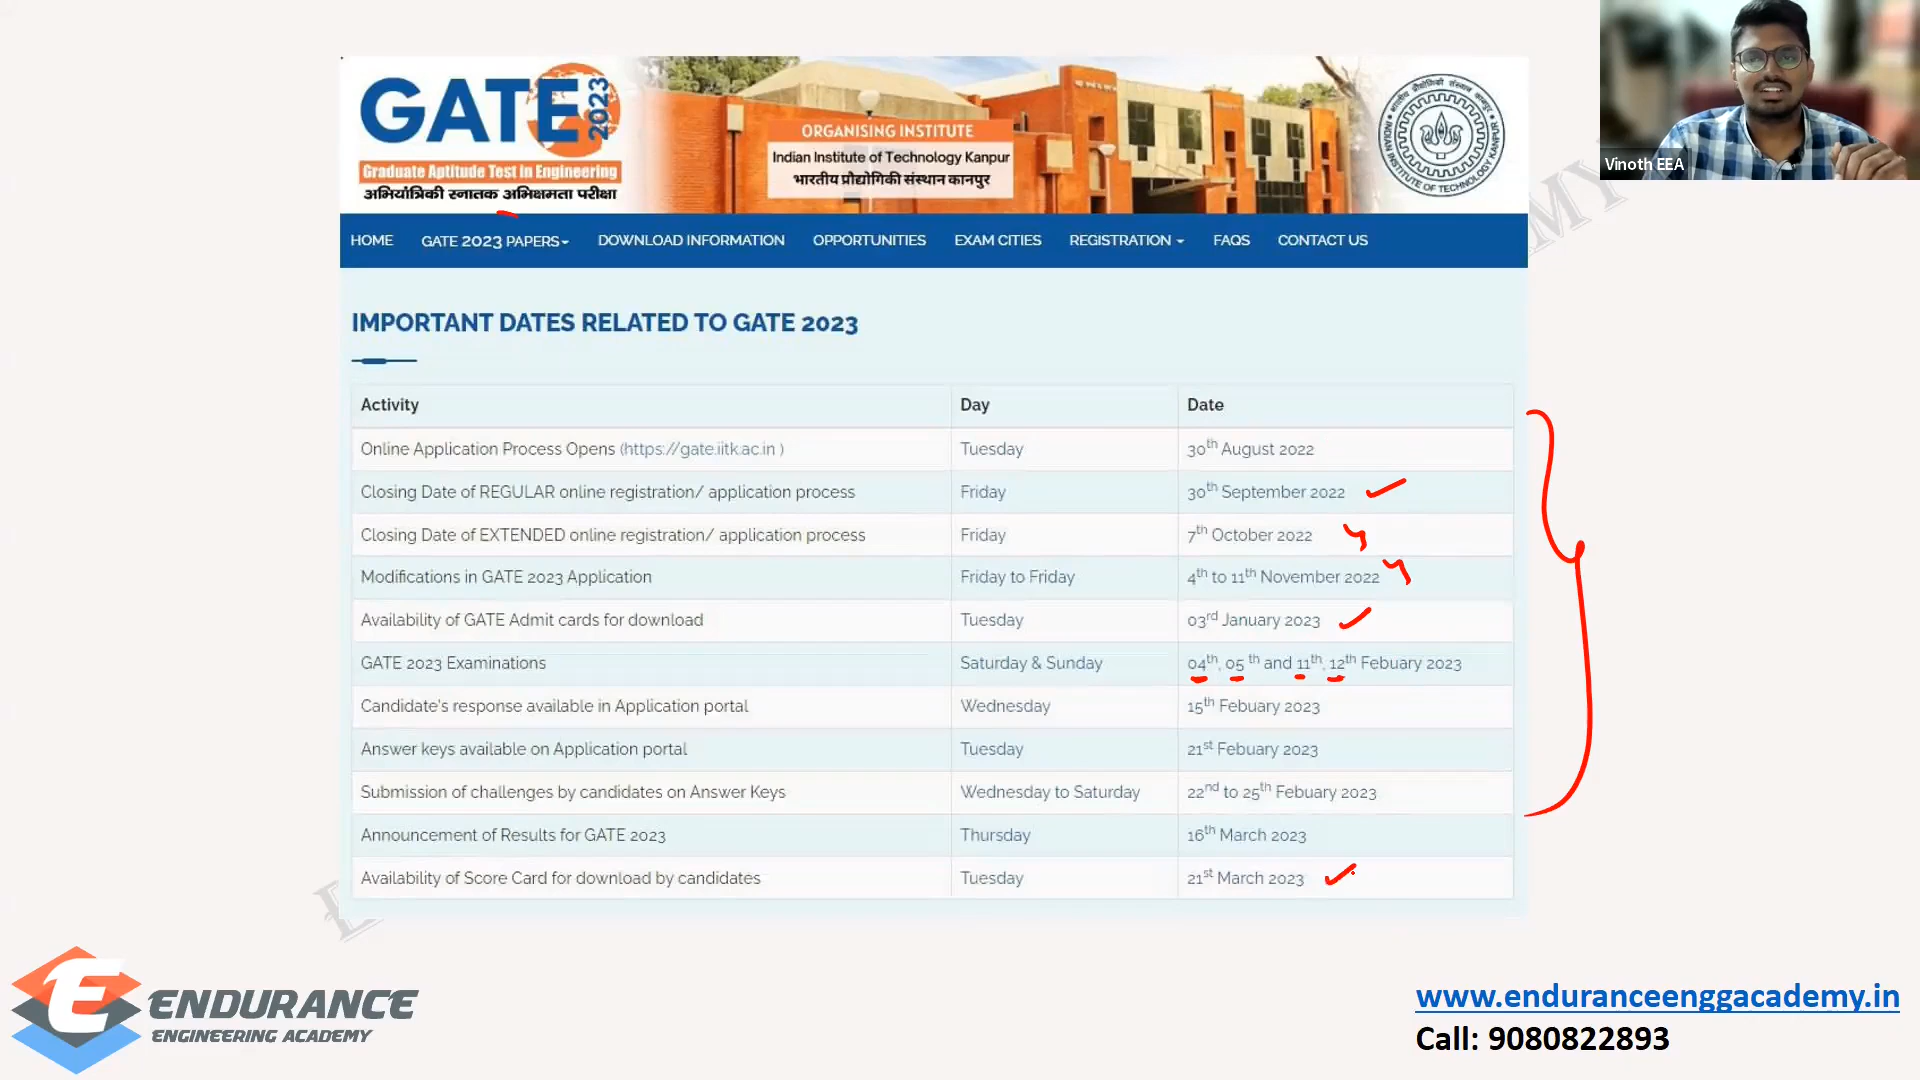 GATE 2023
Graduate Aptitude Test in Engineering
अभियांत्रिकी स्नातक अभिक्षमता परीक्षा
ORGANISING INSTITUTE
Indian Institute of Technology Kanpur
भारतीय प्रौद्योगिकी संस्थान कानपुर
INDIAN INSTITUTE OF TECHNOLOGY KANPUR
Vinoth EEA
HOME GATE 2023 PAPERS DOWNLOAD INFORMATION OPPORTUNITIES EXAM CITIES REGISTRATION FAQS CONTACT US
IMPORTANT DATES RELATED TO GATE 2023
Activity Day Date
Online Application Process Opens (https://gate.iitk.ac.in ) Tuesday 30th August 2022
Closing Date of REGULAR online registration/ application process Friday 30th September 2022
Closing Date of EXTENDED online registration/ application process Friday 7th October 2022
Modifications in GATE 2023 Application Friday to Friday 4th to 11th November 2022
Availability of GATE Admit cards for download Tuesday 03rd January 2023
GATE 2023 Examinations Saturday & Sunday 04th, 05 th and 11th, 12th Febuary 2023
Candidate's response available in Application portal Wednesday 15th Febuary 2023
Answer keys available on Application portal Tuesday 21st Febuary 2023
Submission of challenges by candidates on Answer Keys Wednesday to Saturday 22nd to 25th Febuary 2023
Announcement of Results for GATE 2023 Thursday 16th March 2023
Availability of Score Card for download by candidates Tuesday 21st March 2023
E ENDURANCE
ENGINEERING ACADEMY
www.enduranceenggacademy.in
Call: 9080822893